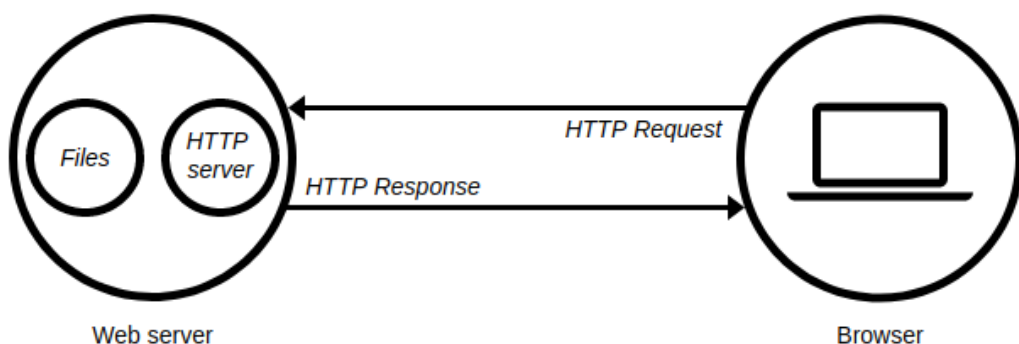 Files
HTTP
server
HTTP Request
HTTP Response
Web server
Browser